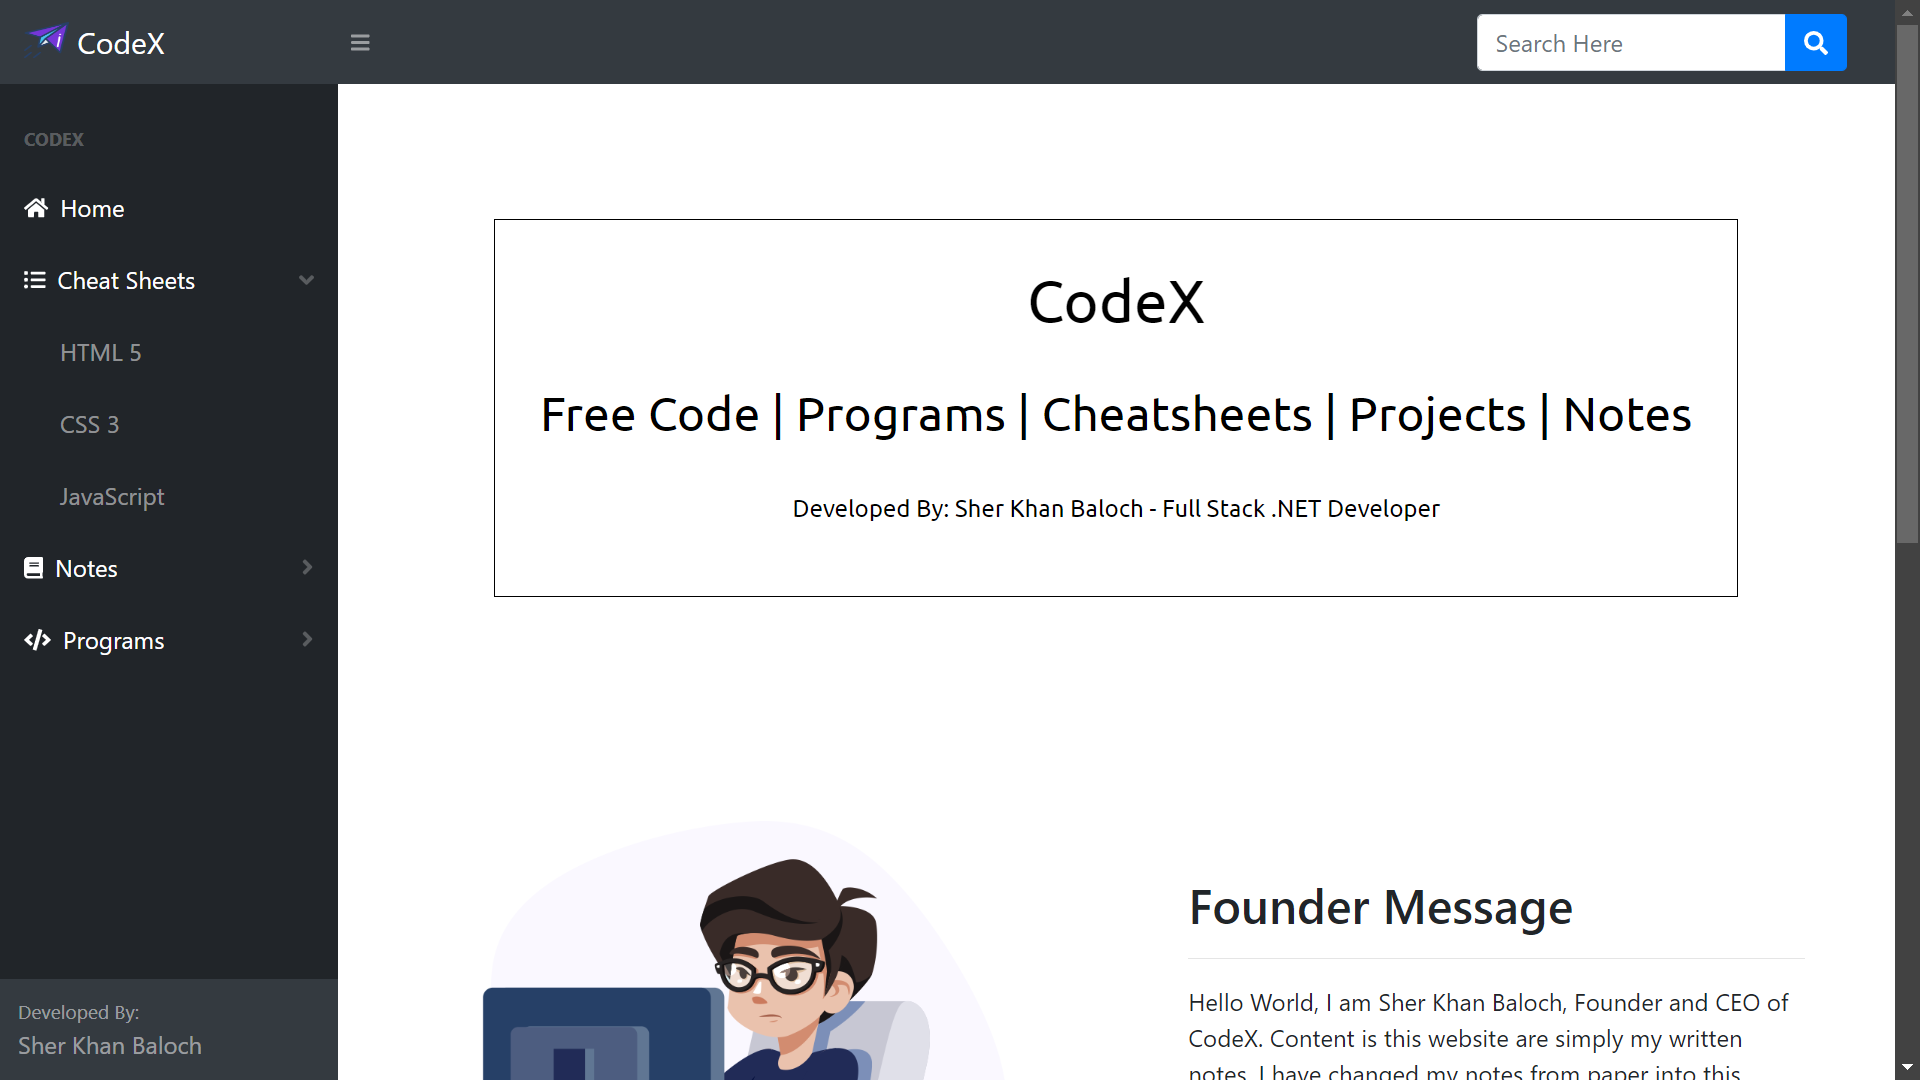 CodeX
Search Here
CODEX
Home
Cheat Sheets
HTML 5
CSS 3
JavaScript
Notes
Programs
Developed By:
Sher Khan Baloch
CodeX
Free Code | Programs | Cheatsheets | Projects | Notes
Developed By: Sher Khan Baloch - Full Stack .NET Developer
Founder Message
Hello World, I am Sher Khan Baloch, Founder and CEO of
CodeX. Content is this website are simply my written
notes. I have changed my notes from paper into this